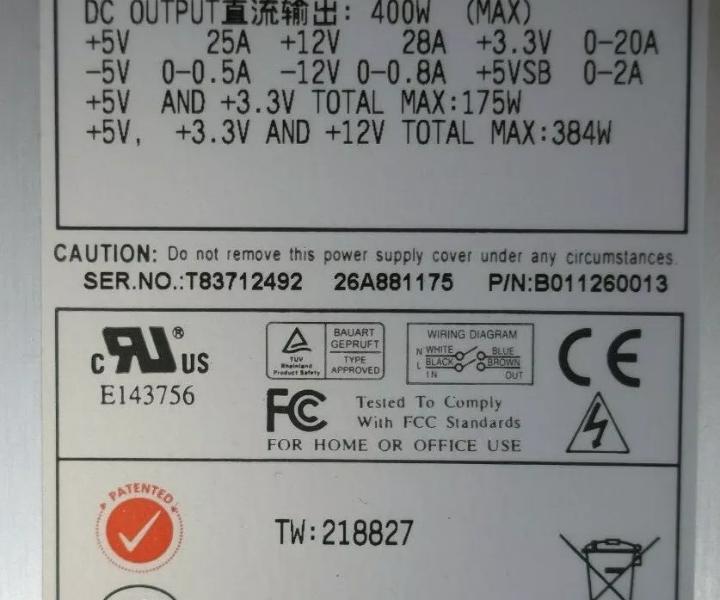 DC OUTPUT直流输出: 400W (MAX)
+5V 25A +12V 28A +3.3V 0-20A
-5V 0-0.5A -12V 0-0.8A +5VSB 0-2A
+5V AND +3.3V TOTAL MAX:175W
+5V, +3.3V AND +12V TOTAL MAX:384W
CAUTION: Do not remove this power supply cover under any circumstances.
SER.NO.:T83712492 26A881175 P/N:B011260013
c RU ® US
E143756
TUV
Rheinland
Product Safety
BAUART
GEPRUFT
TYPE
APPROVED
WIRING DIAGRAM
N WHITE BLUE
L BLACK BROWN
IN OUT
CE
FC Tested To Comply
With FCC Standards
FOR HOME OR OFFICE USE
PATENTED
TW:218827